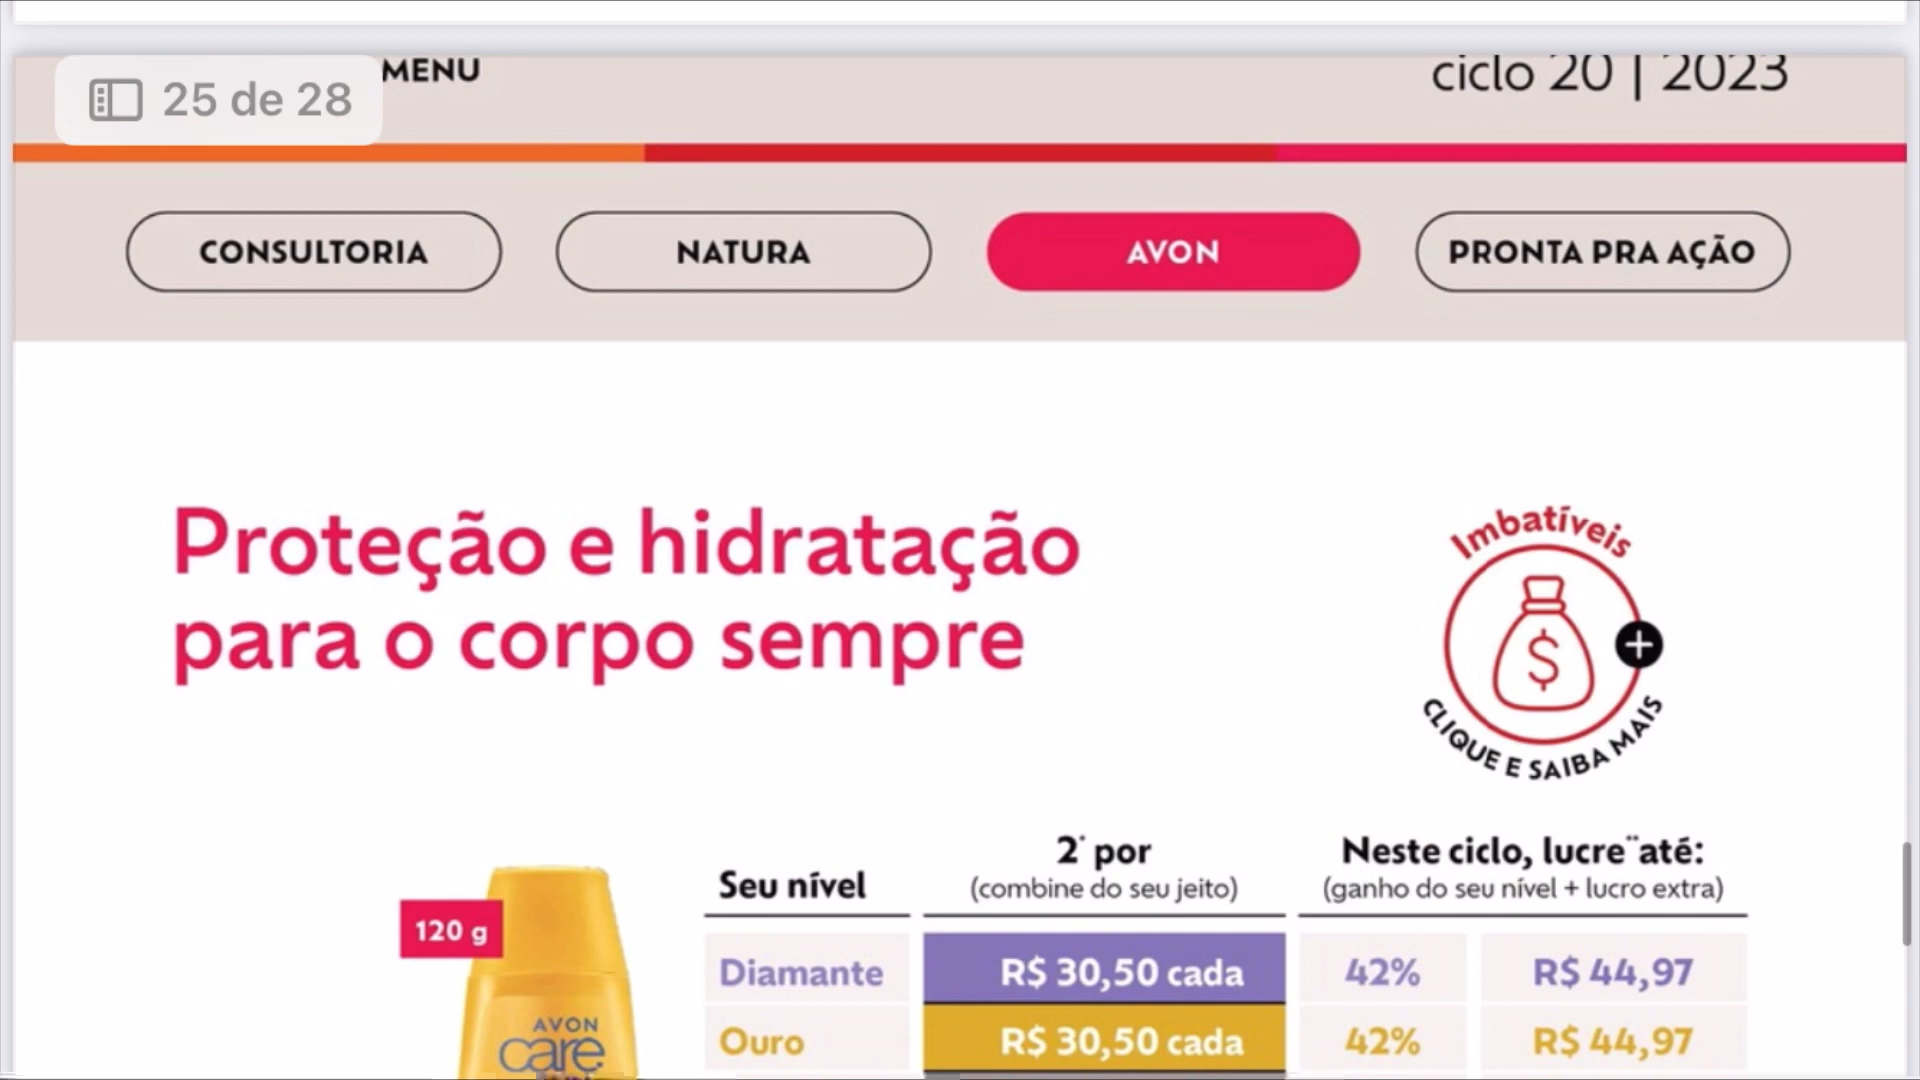 MENU
ciclo 20 | 2023
25 de 28
CONSULTORIA
NATURA
AVON
PRONTA PRA AÇÃO
Proteção e hidratação
para o corpo sempre
Imbatíveis
$
+
CLIQUE E SAIBA MAIS
120 g
AVON
care
Seu nível
2* por
(combine do seu jeito)
Neste ciclo, lucre**até:
(ganho do seu nível + lucro extra)
Diamante R$ 30,50 cada 42% R$ 44,97
Ouro R$ 30,50 cada 42% R$ 44,97